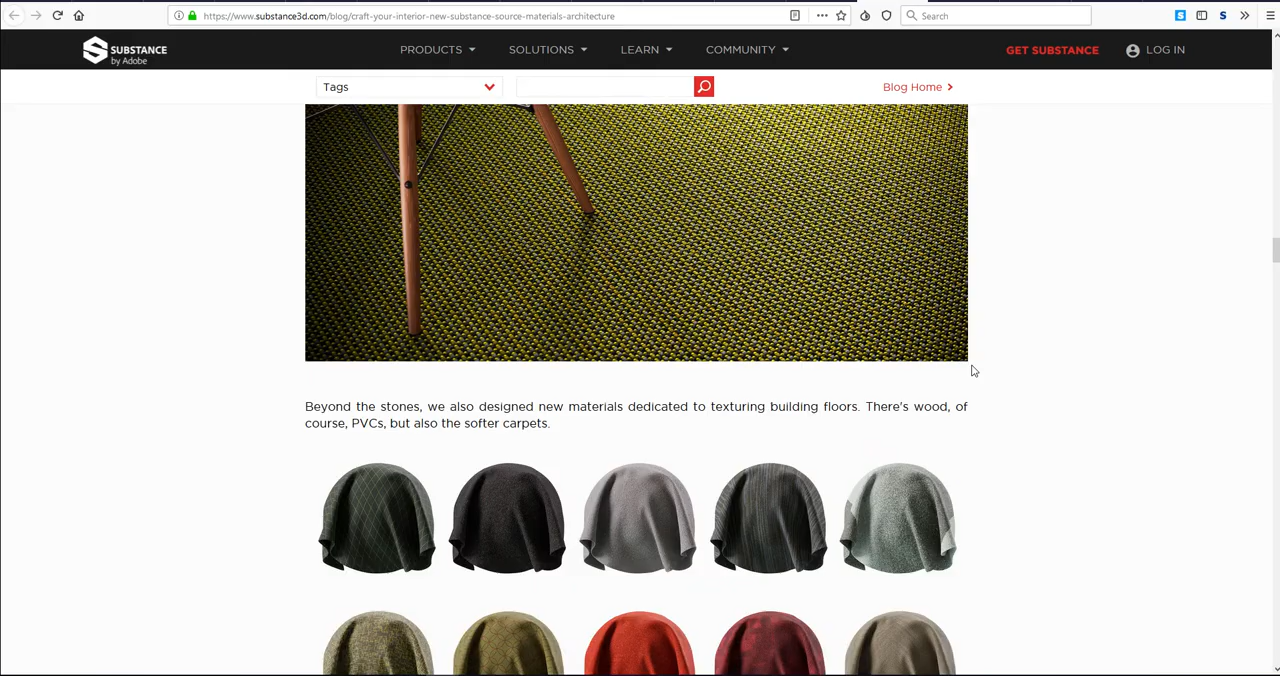 https://www.substance3d.com/blog/craft-your-interior-new-substance-source-materials-architecture
Search
S
S
SUBSTANCE
by Adobe
PRODUCTS
SOLUTIONS
LEARN
COMMUNITY
GET SUBSTANCE
LOG IN
Tags
Blog Home
Beyond the stones, we also designed new materials dedicated to texturing building floors. There's wood, of
course, PVCs, but also the softer carpets.